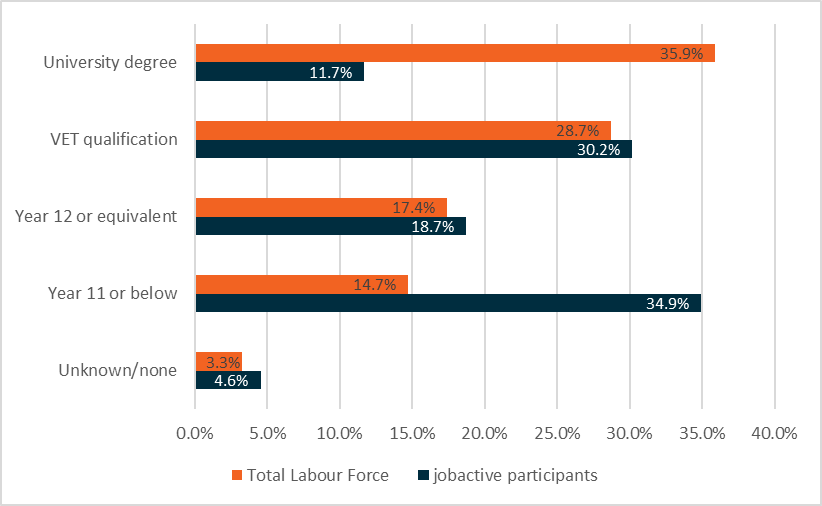 University degree
35.9%
11.7%
VET qualification
28.7%
30.2%
Year 12 or equivalent
17.4%
18.7%
Year 11 or below
14.7%
34.9%
Unknown/none
3.3%
4.6%
0.0% 5.0% 10.0% 15.0% 20.0% 25.0% 30.0% 35.0% 40.0%
Total Labour Force jobactive participants